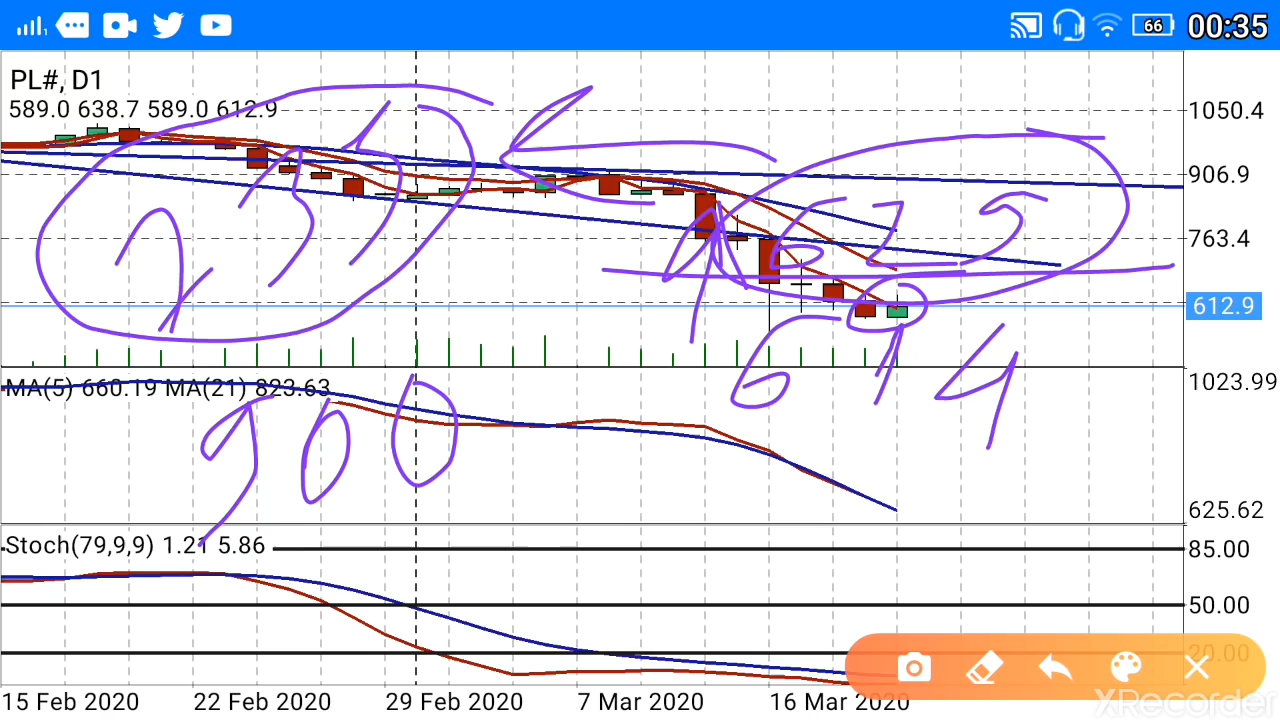 66 00:35
PL#, D1
589.0 638.7 589.0 612.9
1050.4
906.9
763.4
612.9
614
MA(5) 660.19 MA(21) 823.63
1023.99
900
625.62
Stoch(79,9,9) 1.21 5.86
85.00
50.00
20.00
15 Feb 2020 22 Feb 2020 29 Feb 2020 7 Mar 2020 16 Mar 2020
XRecorder